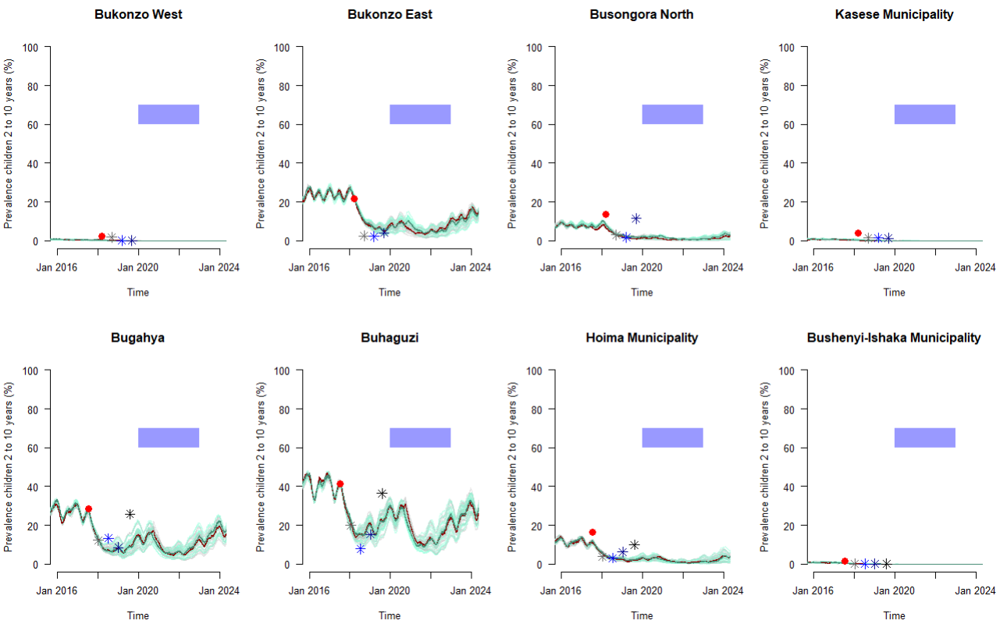 Bukonzo West
Bukonzo East
Busongora North
Kasese Municipality
Prevalence children 2 to 10 years (%)
100
80
60
40
20
0
Jan 2016
Jan 2020
Jan 2024
Time
Prevalence children 2 to 10 years (%)
100
80
60
40
20
0
Jan 2016
Jan 2020
Jan 2024
Time
Prevalence children 2 to 10 years (%)
100
80
60
40
20
0
Jan 2016
Jan 2020
Jan 2024
Time
Prevalence children 2 to 10 years (%)
100
80
60
40
20
0
Jan 2016
Jan 2020
Jan 2024
Time
Bugahya
Buhaguzi
Hoima Municipality
Bushenyi-Ishaka Municipality
Prevalence children 2 to 10 years (%)
100
80
60
40
20
0
Jan 2016
Jan 2020
Jan 2024
Time
Prevalence children 2 to 10 years (%)
100
80
60
40
20
0
Jan 2016
Jan 2020
Jan 2024
Time
Prevalence children 2 to 10 years (%)
100
80
60
40
20
0
Jan 2016
Jan 2020
Jan 2024
Time
Prevalence children 2 to 10 years (%)
100
80
60
40
20
0
Jan 2016
Jan 2020
Jan 2024
Time